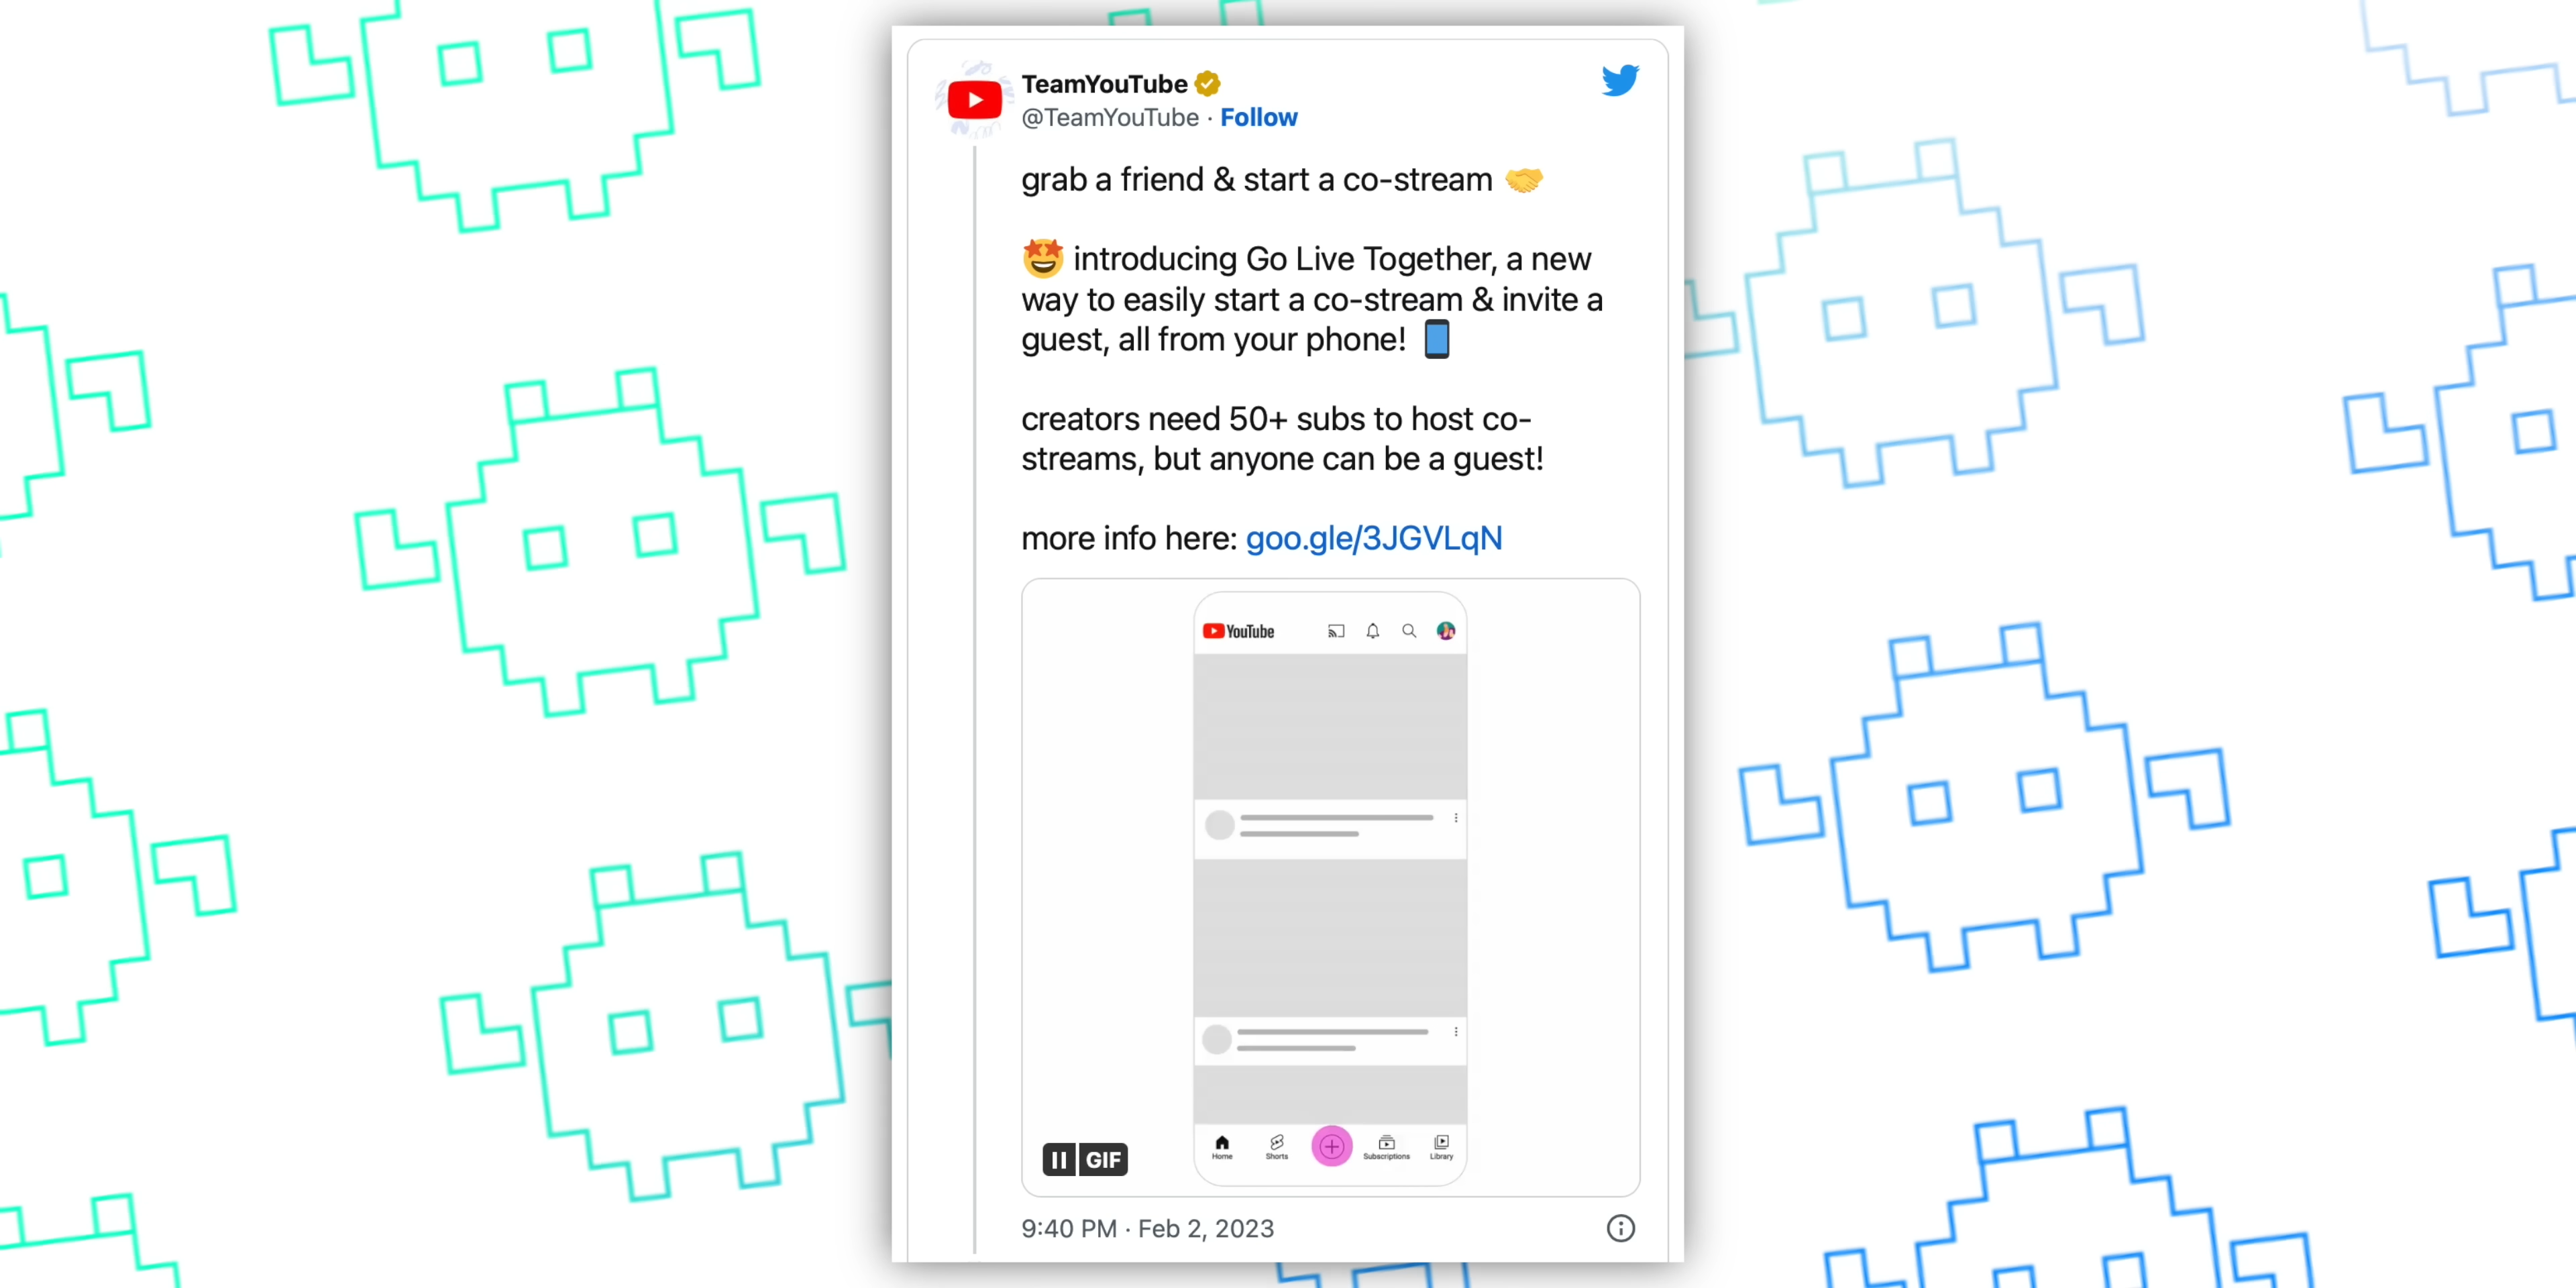 TeamYouTube
@TeamYouTube · Follow
grab a friend & start a co-stream 🤝
🤩 introducing Go Live Together, a new
way to easily start a co-stream & invite a
guest, all from your phone! 📱
creators need 50+ subs to host co-
streams, but anyone can be a guest!
more info here: goo.gle/3JGVLqN
YouTube
Home Shorts Subscriptions Library
GIF
9:40 PM · Feb 2, 2023